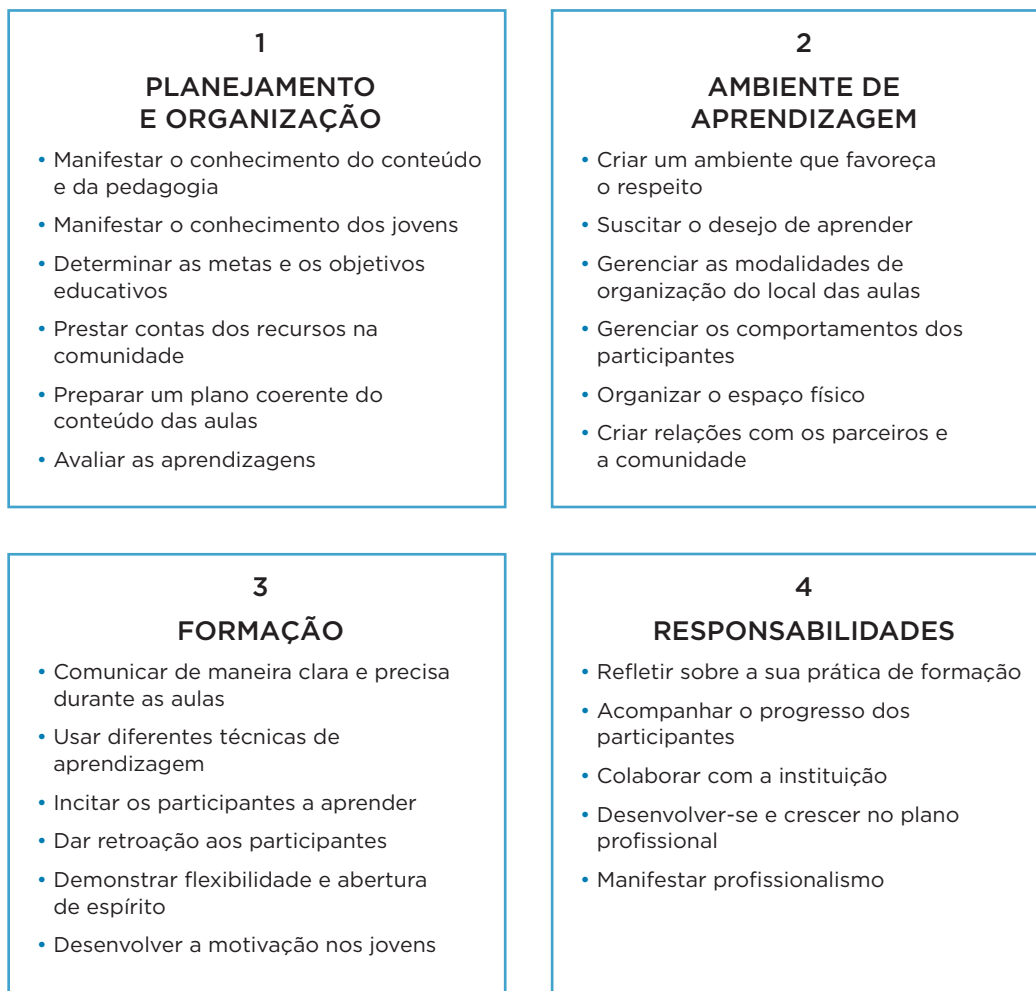 1
PLANEJAMENTO
E ORGANIZAÇÃO
• Manifestar o conhecimento do conteúdo
e da pedagogia
• Manifestar o conhecimento dos jovens
• Determinar as metas e os objetivos
educativos
• Prestar contas dos recursos na
comunidade
• Preparar um plano coerente do
conteúdo das aulas
• Avaliar as aprendizagens
2
AMBIENTE DE
APRENDIZAGEM
• Criar um ambiente que favoreça
o respeito
• Suscitar o desejo de aprender
• Gerenciar as modalidades de
organização do local das aulas
• Gerenciar os comportamentos dos
participantes
• Organizar o espaço físico
• Criar relações com os parceiros e
a comunidade
3
FORMAÇÃO
• Comunicar de maneira clara e precisa
durante as aulas
• Usar diferentes técnicas de
aprendizagem
• Incitar os participantes a aprender
• Dar retroação aos participantes
• Demonstrar flexibilidade e abertura
de espírito
• Desenvolver a motivação nos jovens
4
RESPONSABILIDADES
• Refletir sobre a sua prática de formação
• Acompanhar o progresso dos
participantes
• Colaborar com a instituição
• Desenvolver-se e crescer no plano
profissional
• Manifestar profissionalismo